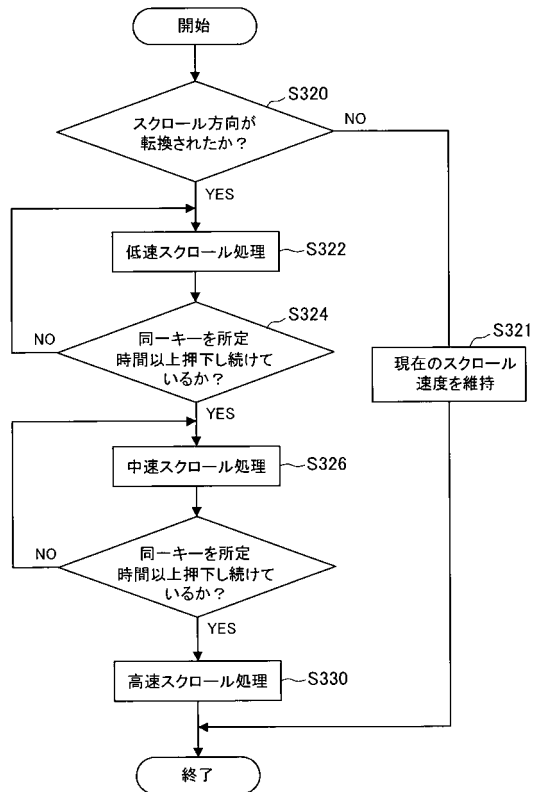 開始
S320
スクロール方向が
転換されたか？
NO
YES
低速スクロール処理
S322
S324
同一キーを所定
時間以上押下し続けて
いるか？
NO
YES
S321
現在のスクロール
速度を維持
中速スクロール処理
S326
同一キーを所定
時間以上押下し続けて
いるか？
NO
YES
高速スクロール処理
S330
終了